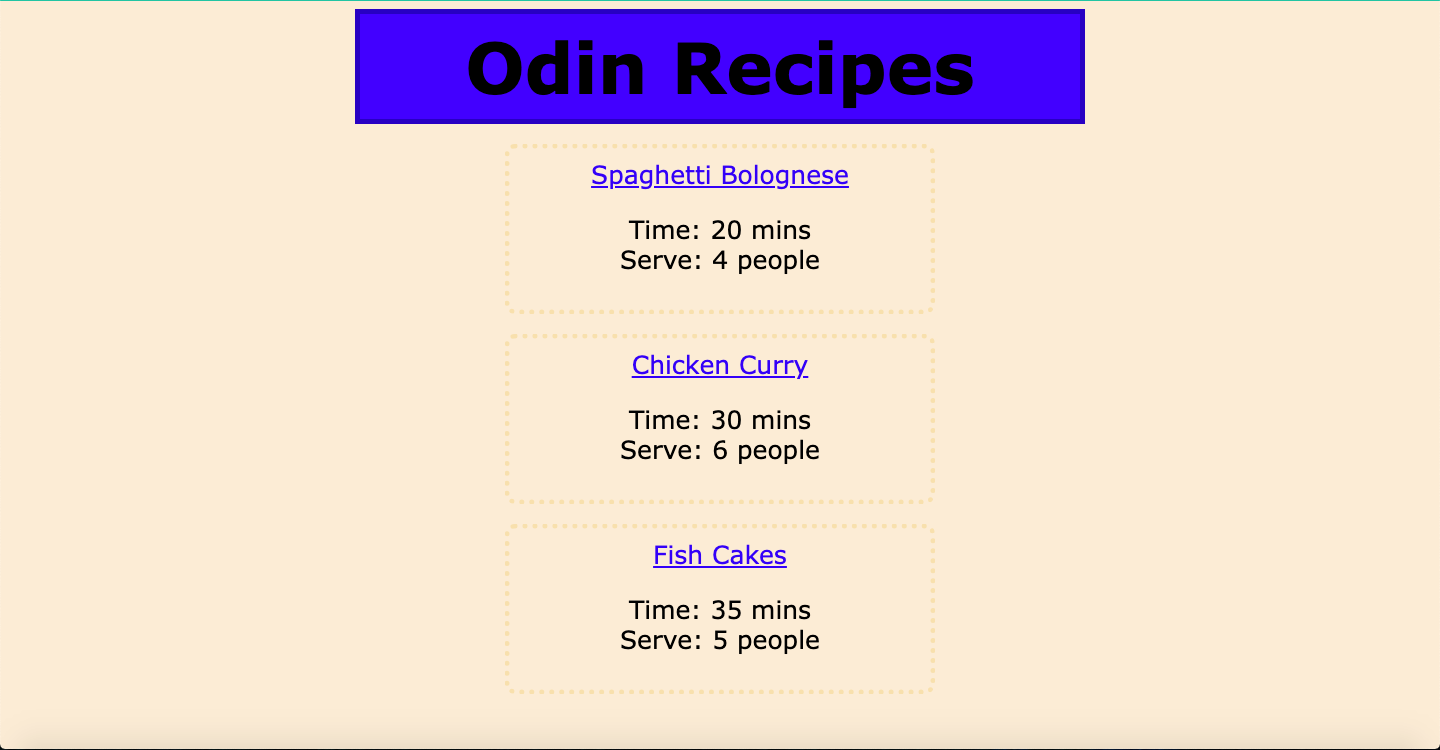 Odin Recipes
Spaghetti Bolognese
Time: 20 mins
Serve: 4 people
Chicken Curry
Time: 30 mins
Serve: 6 people
Fish Cakes
Time: 35 mins
Serve: 5 people